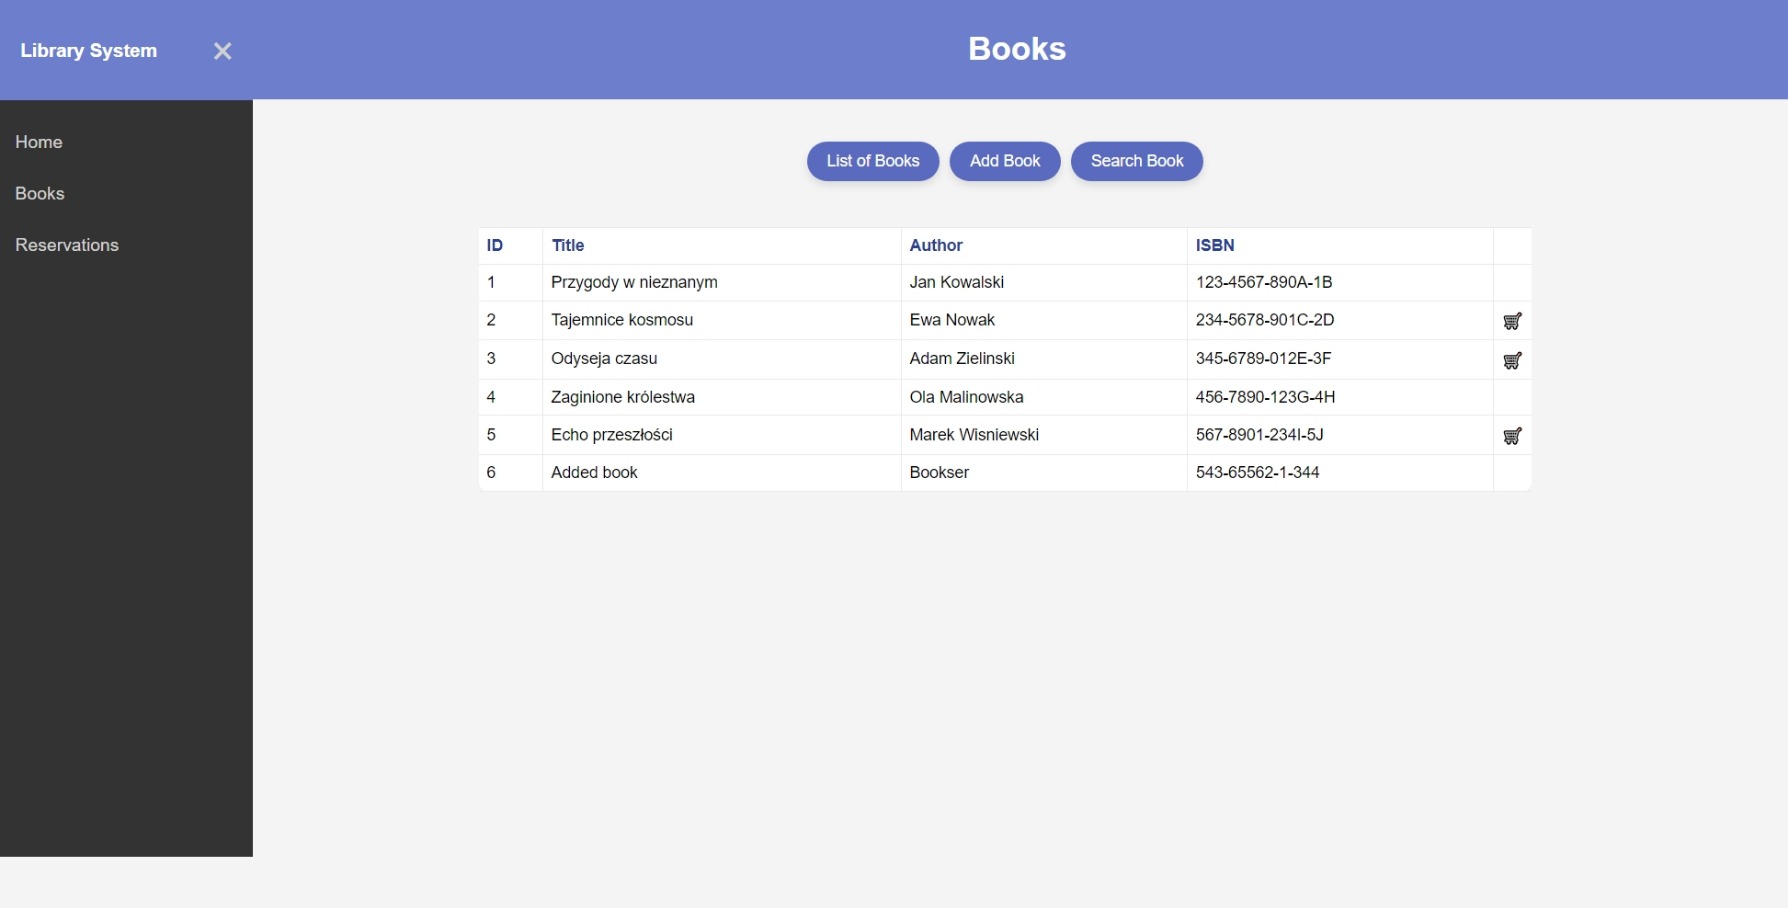 Library System
Books
Home
Books
Reservations
List of Books Add Book Search Book
ID Title Author ISBN
1 Przygody w nieznanym Jan Kowalski 123-4567-890A-1B
2 Tajemnice kosmosu Ewa Nowak 234-5678-901C-2D
3 Odyseja czasu Adam Zielinski 345-6789-012E-3F
4 Zaginione królestwa Ola Malinowska 456-7890-123G-4H
5 Echo przeszłości Marek Wisniewski 567-8901-234I-5J
6 Added book Bookser 543-65562-1-344